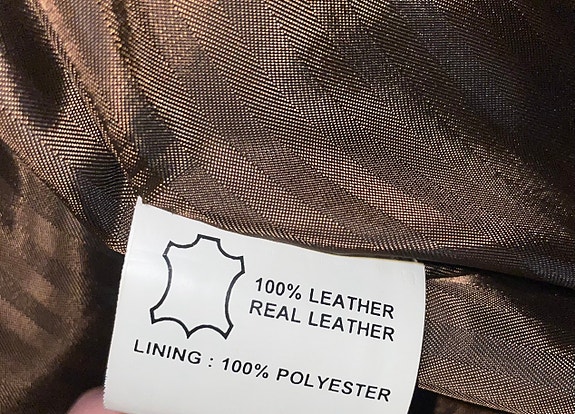 100% LEATHER
REAL LEATHER
LINING : 100% POLYESTER